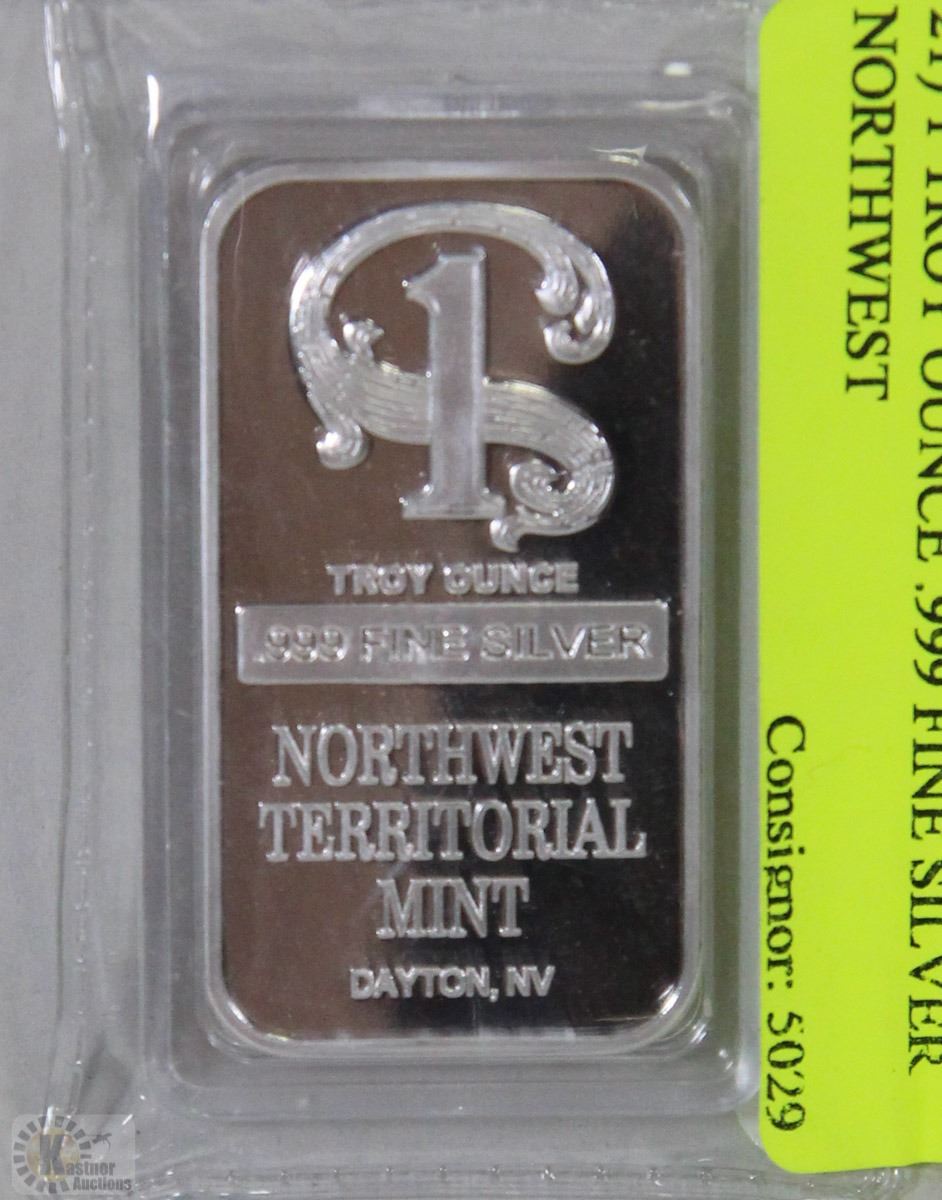 1
TROY OUNCE
.999 FINE SILVER
NORTHWEST
TERRITORIAL
MINT
DAYTON, NV
TROY OUNCE .999 FINE SILVER
NORTHWEST
Consignor: 5029
Kastner
Auctions